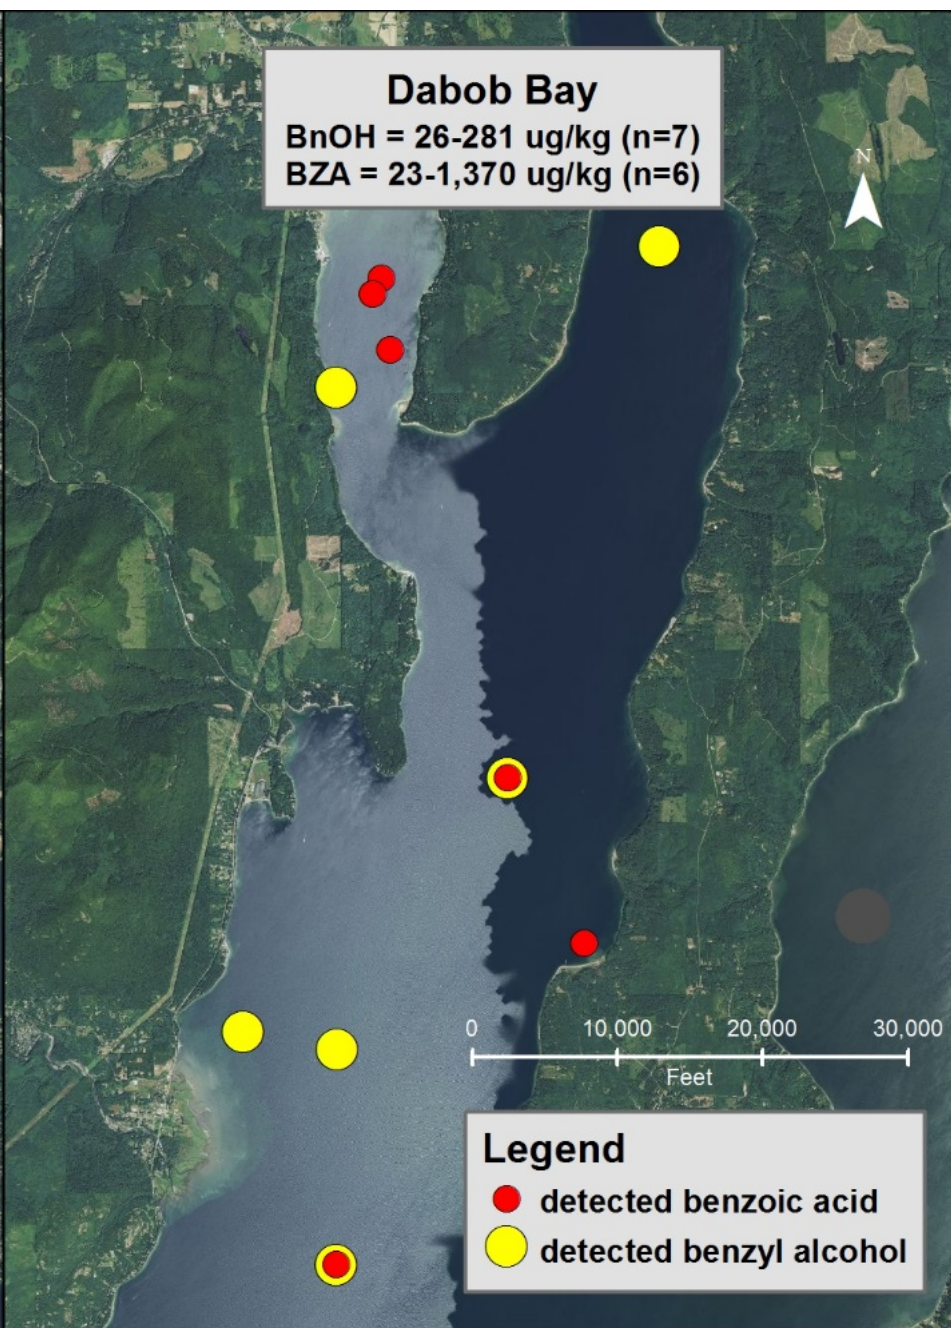 Dabob Bay
BnOH = 26-281 ug/kg (n=7)
BZA = 23-1,370 ug/kg (n=6)
N
0 10,000 20,000 30,000
Feet
Legend
detected benzoic acid
detected benzyl alcohol